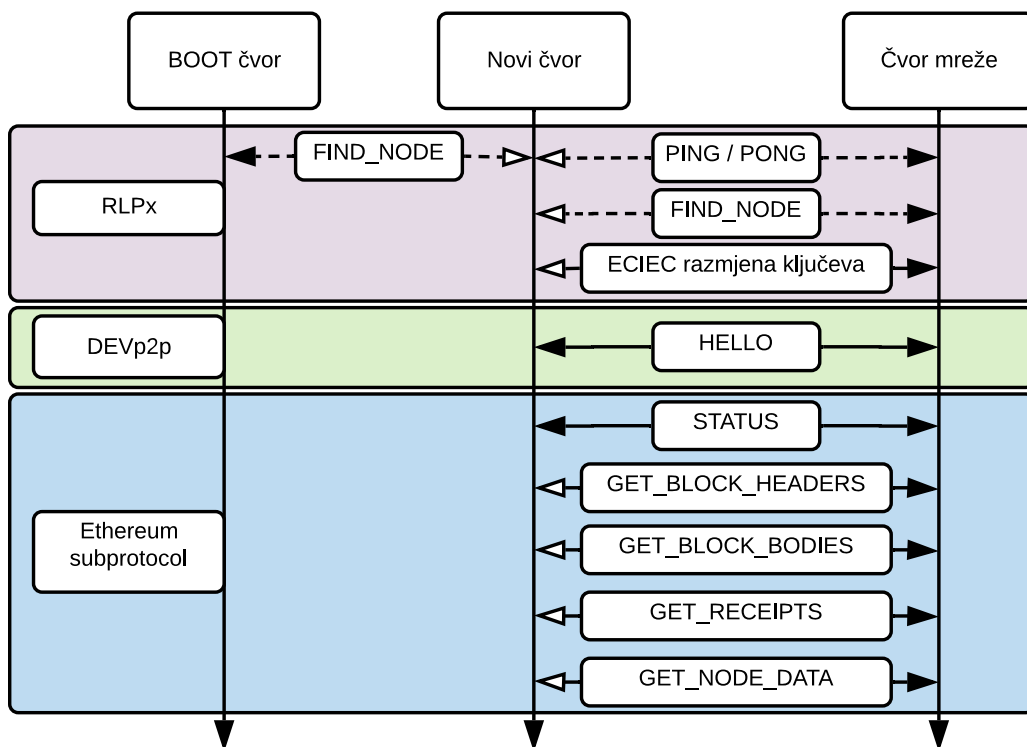 BOOT čvor
Novi čvor
Čvor mreže
FIND_NODE
PING / PONG
RLPx
FIND_NODE
ECIEC razmjena ključeva
DEVp2p
HELLO
STATUS
GET_BLOCK_HEADERS
Ethereum
subprotocol
GET_BLOCK_BODIES
GET_RECEIPTS
GET_NODE_DATA